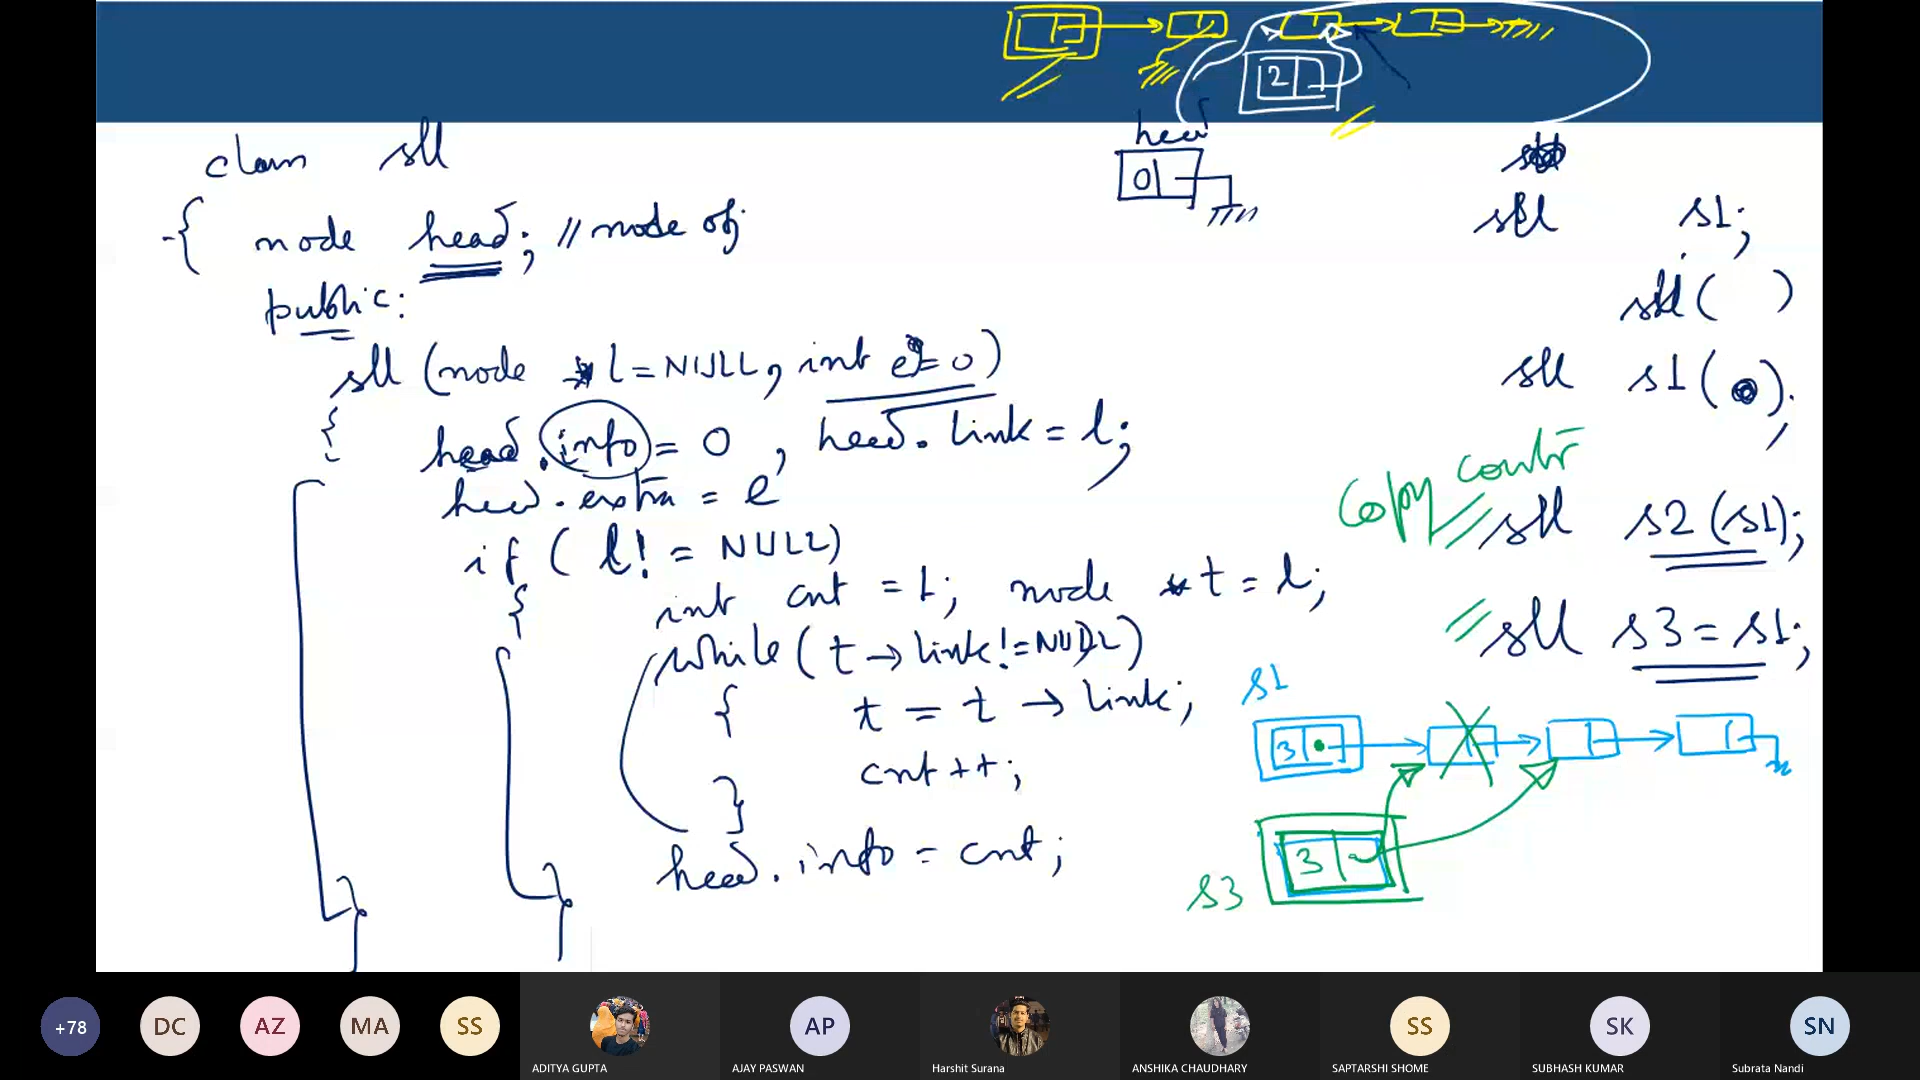 class sll
{ node head; // node obj
public:
sll (node *l=NULL, int e=0)
{ head.info = 0, head.link = l;
head.extra = e
if ( l! = NULL)
{ int cnt = 1; node *t = l;
while ( t → link!=NULL)
{ t = t → link;
cnt++;
}
head.info = cnt;
}
}
2
head
0
sll s1;
sll( )
sll s1( );
copy constr
sll s2 (s1);
sll s3 = s1;
s1
3
3
s3
+78
DC
AZ
MA
SS
ADITYA GUPTA
AP
AJAY PASWAN
Harshit Surana
ANSHIKA CHAUDHARY
SS
SAPTARSHI SHOME
SK
SUBHASH KUMAR
SN
Subrata Nandi